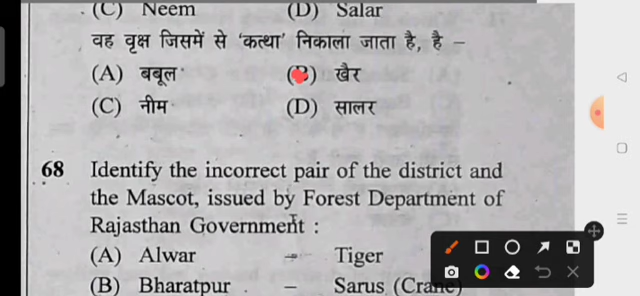 (C) Neem (D) Salar
वह वृक्ष जिसमें से 'कत्था' निकाला जाता है, है –
(A) बबूल (B) खैर
(C) नीम (D) सालर
68 Identify the incorrect pair of the district and
the Mascot, issued by Forest Department of
Rajasthan Government :
(A) Alwar – Tiger
(B) Bharatpur – Sarus (Crane)